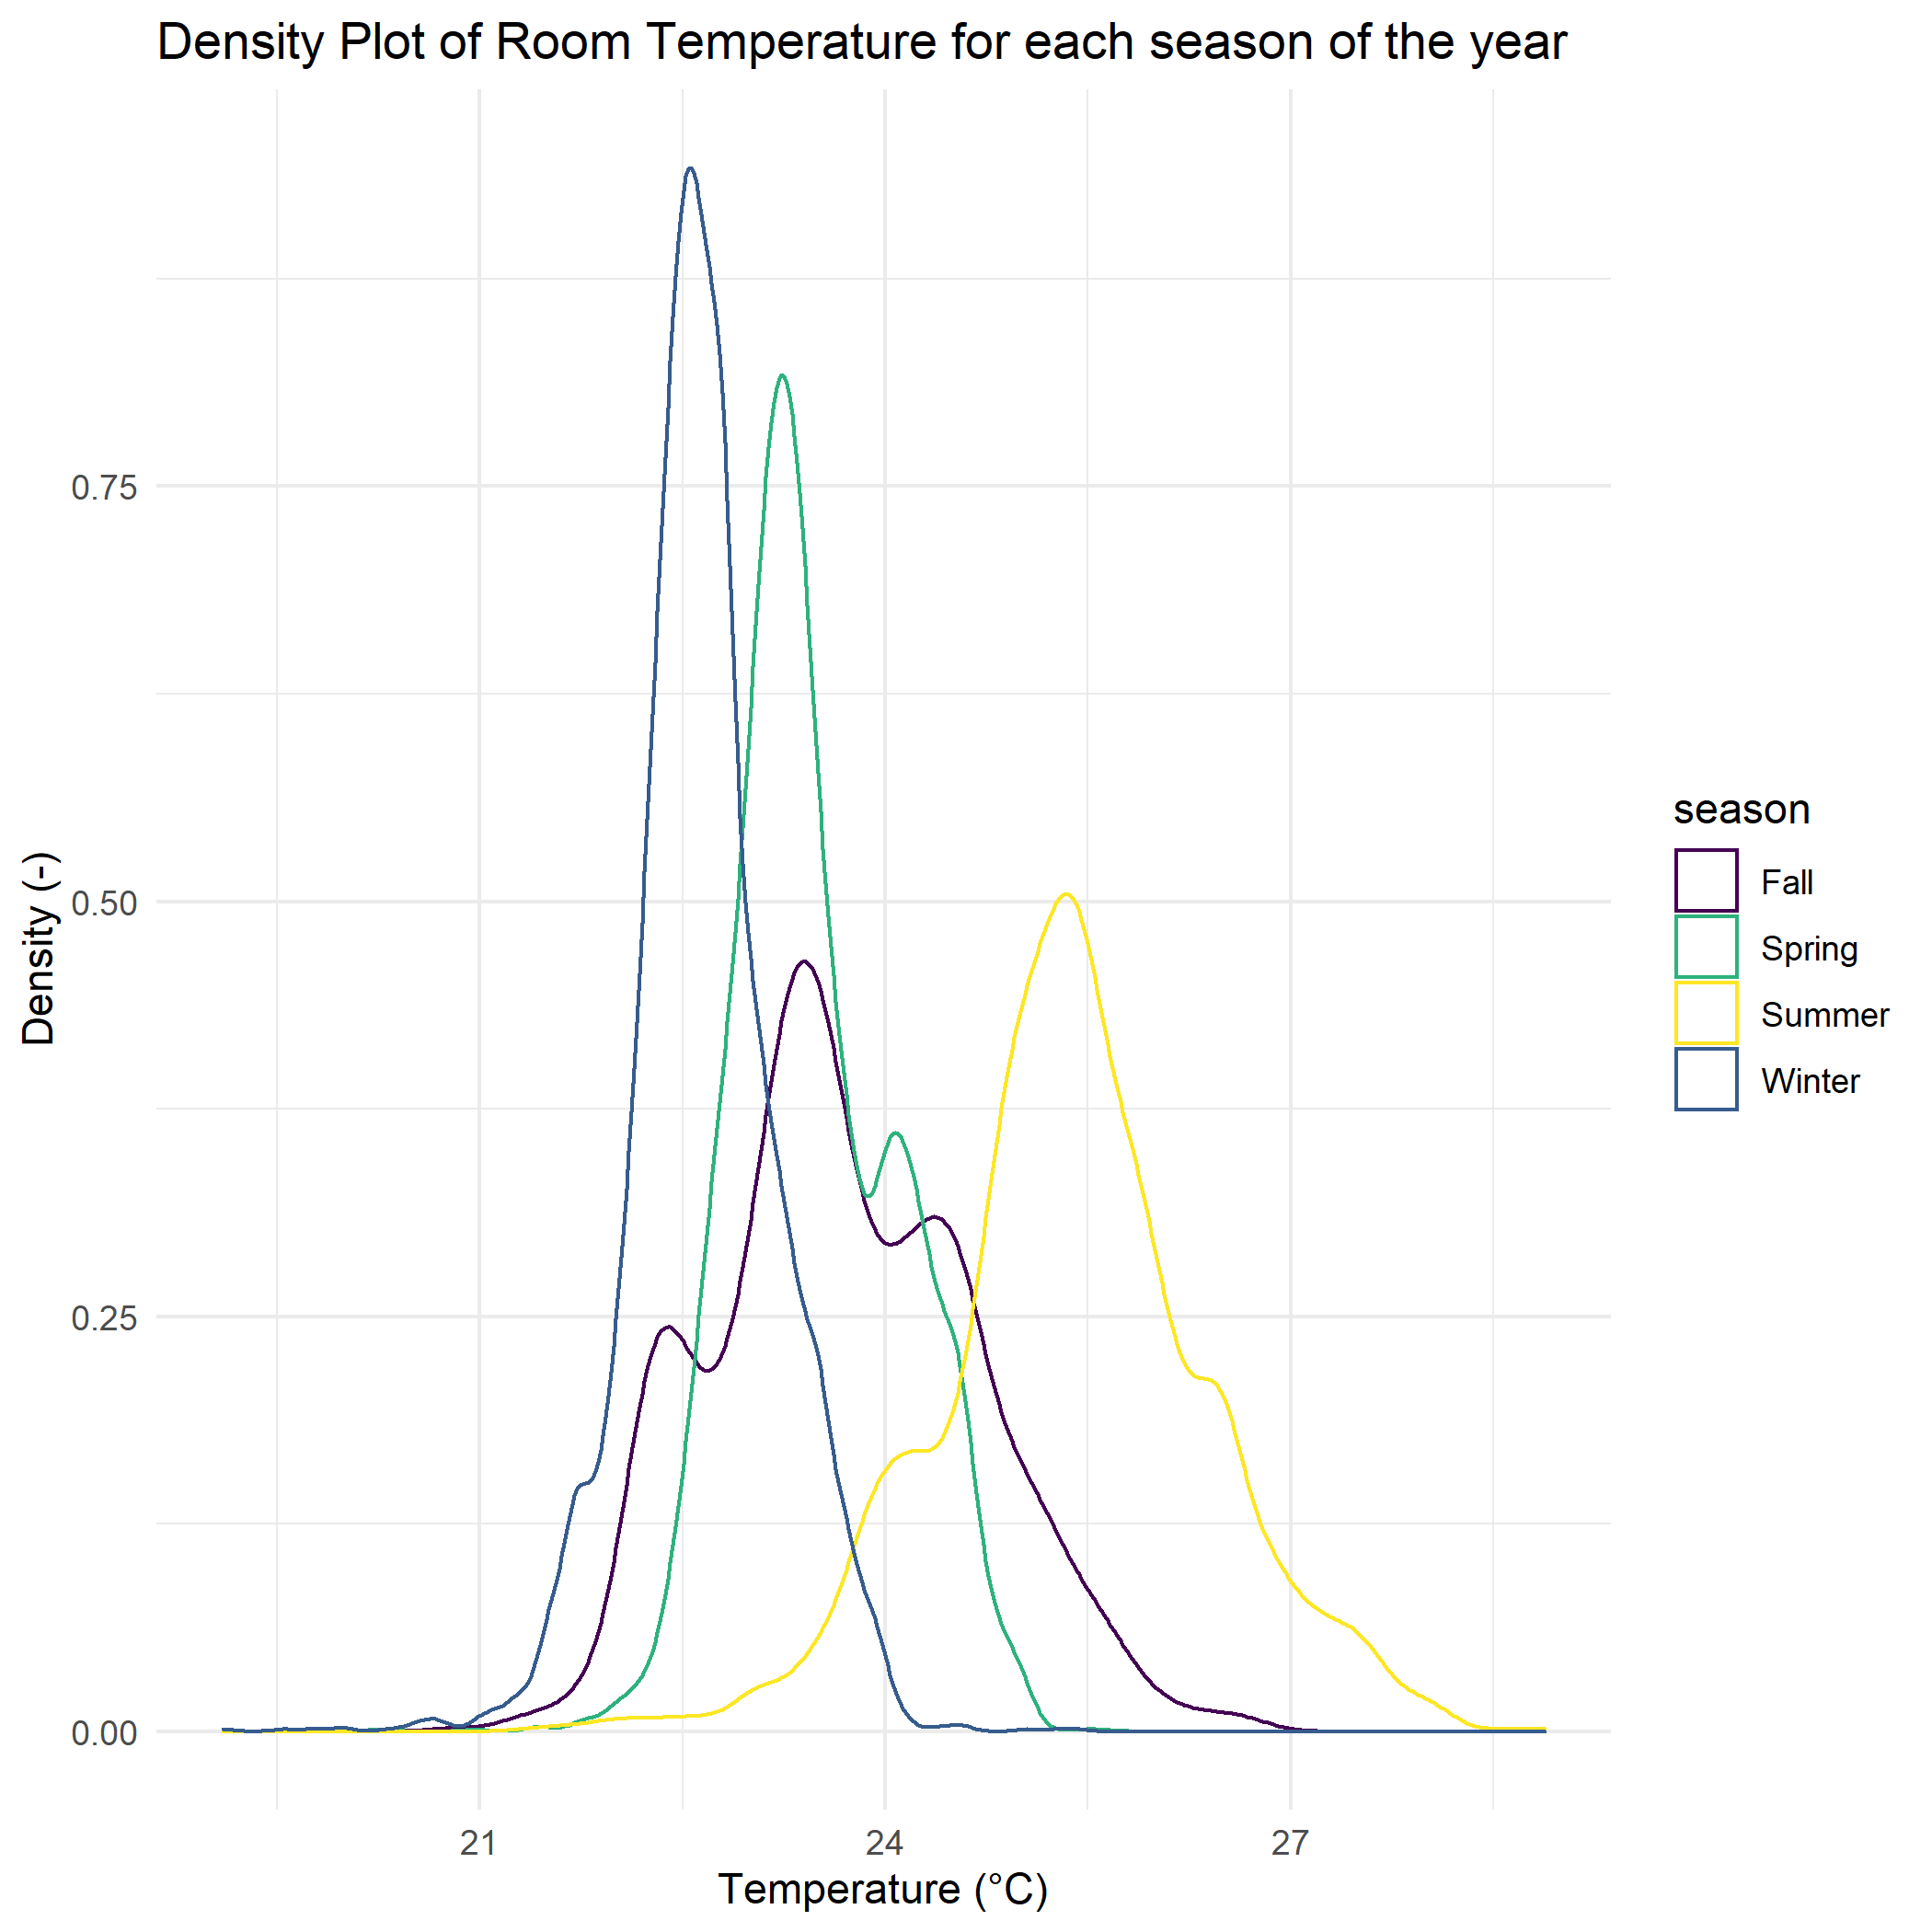 Density Plot of Room Temperature for each season of the year
Density (-)
0.75
0.50
0.25
0.00
21
24
27
Temperature (°C)
season
Fall
Spring
Summer
Winter